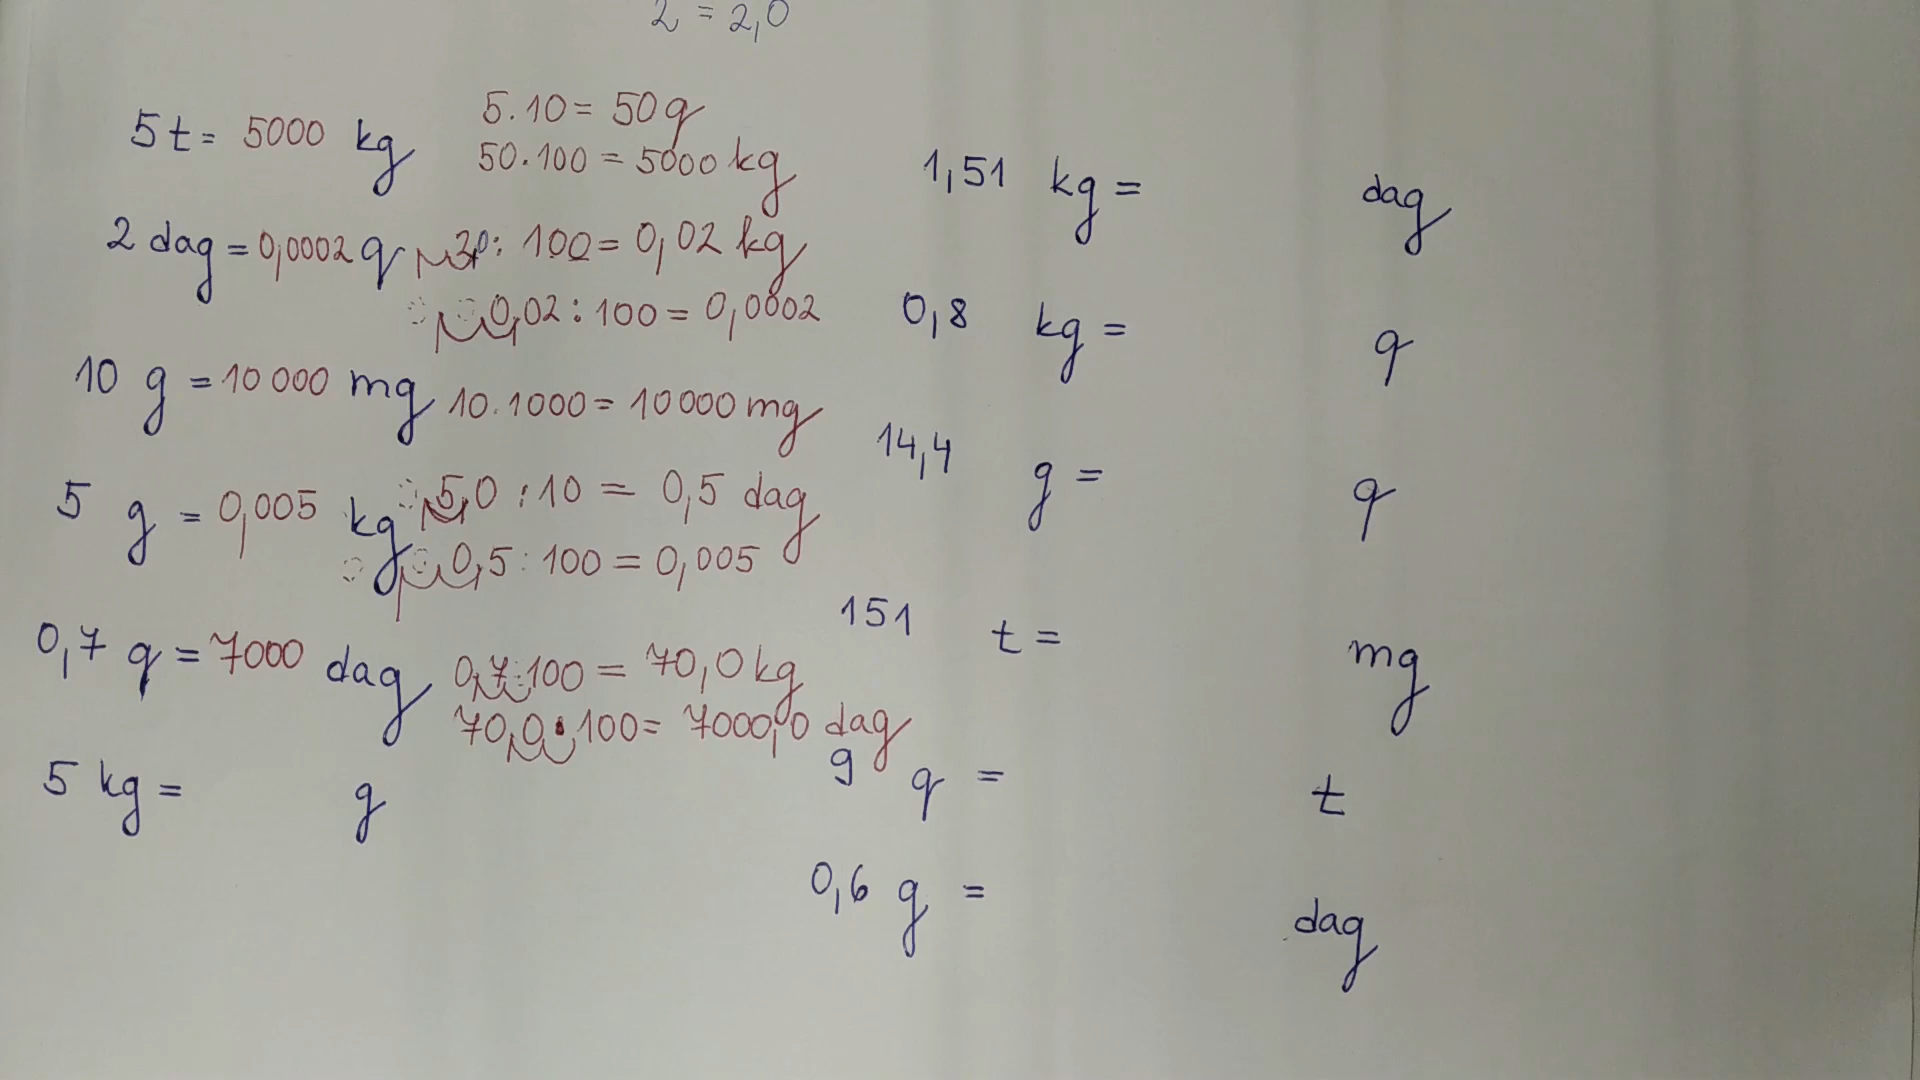 2 = 2,0
5 t = 5000 kg
5 . 10 = 50 q
50 . 100 = 5000 kg
2 dag = 0,0002 q
: 100 = 0,02 kg
0,02 : 100 = 0,0002
10 g = 10 000 mg
10 . 1000 = 10 000 mg
5 g = 0,005 kg
5,0 : 10 = 0,5 dag
0,5 : 100 = 0,005
0,7 q = 7000 dag
0,7 . 100 = 70,0 kg
70,0 . 100 = 7000,0 dag
5 kg = g
1,51 kg = dag
0,8 kg = q
14,4 g = q
151 t = mg
9 q = t
0,6 g = dag